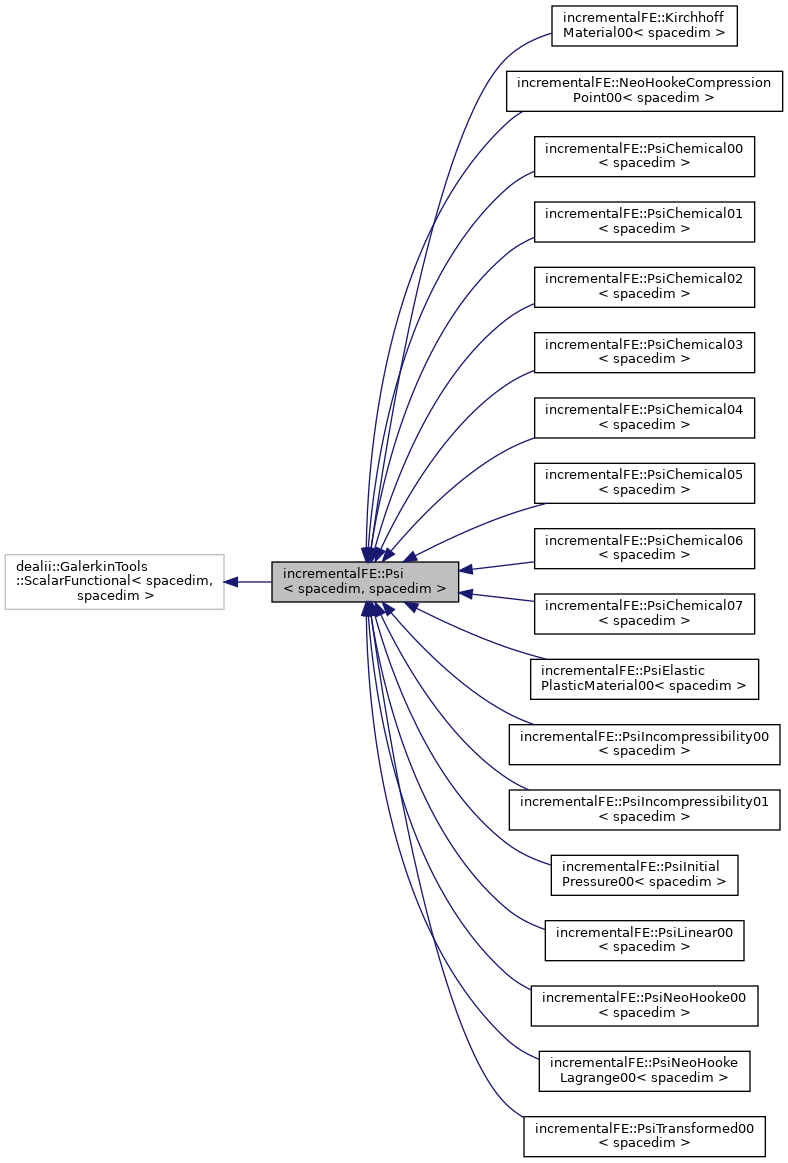 dealii::GalerkinTools
::ScalarFunctional< spacedim,
spacedim >
incrementalFE::Psi
< spacedim, spacedim >
incrementalFE::Kirchhoff
Material00< spacedim >
incrementalFE::NeoHookeCompression
Point00< spacedim >
incrementalFE::PsiChemical00
< spacedim >
incrementalFE::PsiChemical01
< spacedim >
incrementalFE::PsiChemical02
< spacedim >
incrementalFE::PsiChemical03
< spacedim >
incrementalFE::PsiChemical04
< spacedim >
incrementalFE::PsiChemical05
< spacedim >
incrementalFE::PsiChemical06
< spacedim >
incrementalFE::PsiChemical07
< spacedim >
incrementalFE::PsiElastic
PlasticMaterial00< spacedim >
incrementalFE::PsiIncompressibility00
< spacedim >
incrementalFE::PsiIncompressibility01
< spacedim >
incrementalFE::PsiInitial
Pressure00< spacedim >
incrementalFE::PsiLinear00
< spacedim >
incrementalFE::PsiNeoHooke00
< spacedim >
incrementalFE::PsiNeoHooke
Lagrange00< spacedim >
incrementalFE::PsiTransformed00
< spacedim >